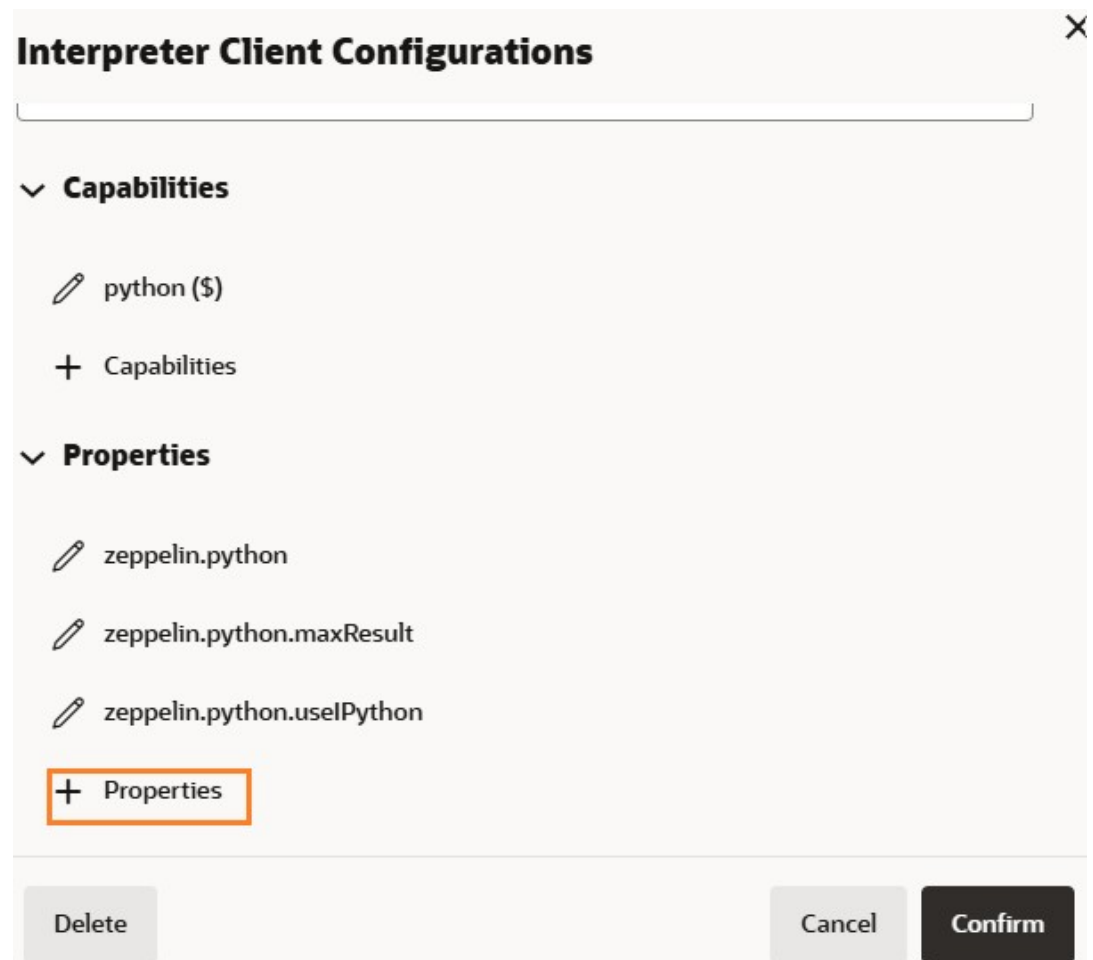 Interpreter Client Configurations
Capabilities
python ($)
Capabilities
Properties
zeppelin.python
zeppelin.python.maxResult
zeppelin.python.useIPython
Properties
Delete
Cancel
Confirm